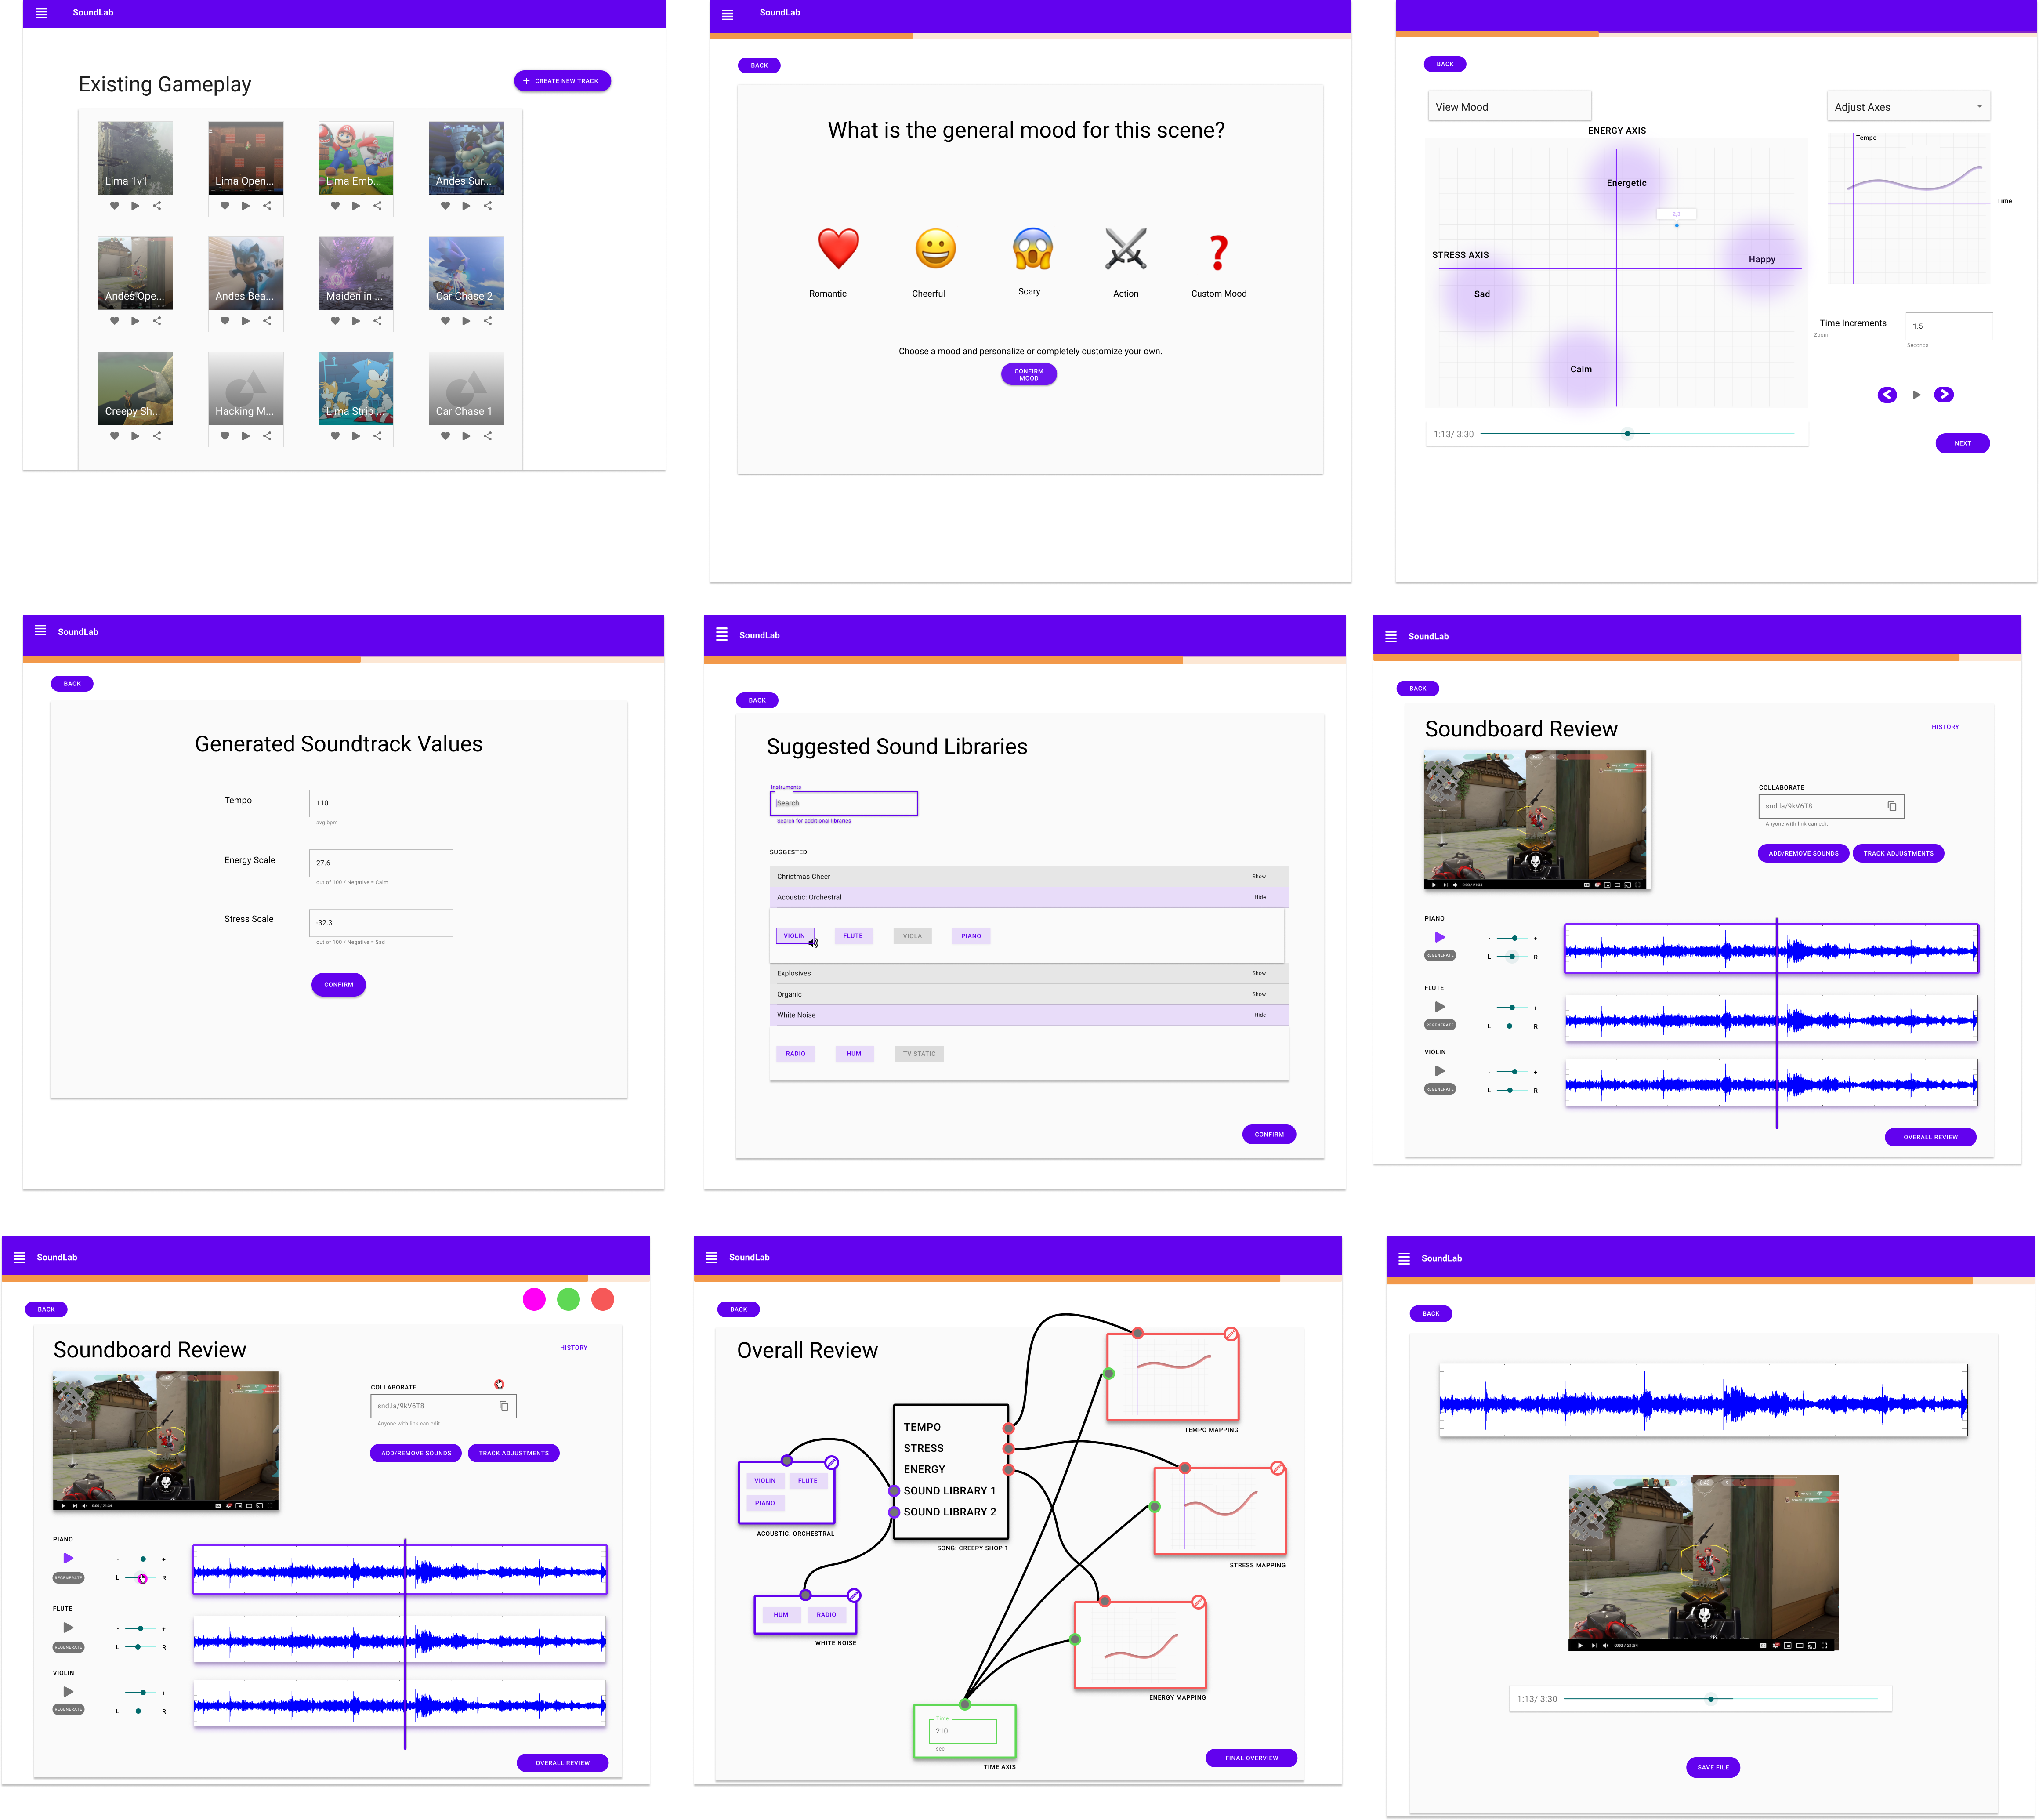 SoundLab
Existing Gameplay
+ CREATE NEW TRACK
Lima 1v1
Lima Open...
Lima Emb...
Andes Sur...
Andes Ope...
Andes Bea...
Maiden in ...
Car Chase 2
Creepy Sh...
Hacking M...
Lima Strip ...
Car Chase 1
SoundLab
BACK
What is the general mood for this scene?
Romantic
Cheerful
Scary
Action
Custom Mood
Choose a mood and personalize or completely customize your own.
CONFIRM
MOOD
BACK
View Mood
Adjust Axes
ENERGY AXIS
Energetic
STRESS AXIS
Happy
Sad
Calm
Tempo
Time
Time Increments
Zoom
1.5
Seconds
1:13/ 3:30
NEXT
SoundLab
BACK
Generated Soundtrack Values
Tempo
110
avg bpm
Energy Scale
27.6
out of 100 / Negative = Calm
Stress Scale
-32.3
out of 100 / Negative = Sad
CONFIRM
SoundLab
BACK
Suggested Sound Libraries
Instruments
Search
Search for additional libraries
SUGGESTED
Christmas Cheer
Show
Acoustic: Orchestral
Hide
VIOLIN
FLUTE
VIOLA
PIANO
Explosives
Show
Organic
Show
White Noise
Hide
RADIO
HUM
TV STATIC
CONFIRM
SoundLab
BACK
Soundboard Review
HISTORY
COLLABORATE
snd.la/9kV6T8
Anyone with link can edit
ADD/REMOVE SOUNDS
TRACK ADJUSTMENTS
0:00 / 21:34
PIANO
- +
REGENERATE
L R
FLUTE
- +
REGENERATE
L R
VIOLIN
- +
REGENERATE
L R
OVERALL REVIEW
SoundLab
BACK
Soundboard Review
HISTORY
COLLABORATE
snd.la/9kV6T8
Anyone with link can edit
ADD/REMOVE SOUNDS
TRACK ADJUSTMENTS
0:00 / 21:34
PIANO
- +
REGENERATE
L R
FLUTE
- +
REGENERATE
L R
VIOLIN
- +
REGENERATE
L R
OVERALL REVIEW
SoundLab
BACK
Overall Review
TEMPO
STRESS
ENERGY
SOUND LIBRARY 1
SOUND LIBRARY 2
SONG: CREEPY SHOP 1
VIOLIN
FLUTE
PIANO
ACOUSTIC: ORCHESTRAL
HUM
RADIO
WHITE NOISE
TEMPO MAPPING
STRESS MAPPING
ENERGY MAPPING
Time
210
sec
TIME AXIS
FINAL OVERVIEW
SoundLab
BACK
0:00 / 21:34
1:13/ 3:30
SAVE FILE